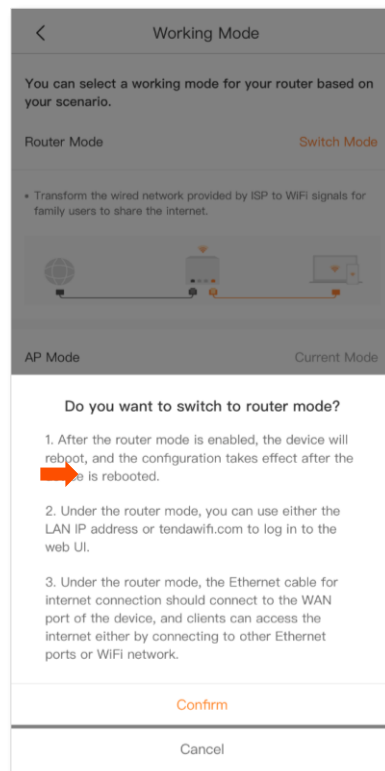 Working Mode
You can select a working mode for your router based on
your scenario.
Router Mode
Switch Mode
• Transform the wired network provided by ISP to WiFi signals for
family users to share the internet.
AP Mode
Current Mode
Do you want to switch to router mode?
1. After the router mode is enabled, the device will
reboot, and the configuration takes effect after the
is rebooted.
2. Under the router mode, you can use either the
LAN IP address or tendawifi.com to log in to the
web UI.
3. Under the router mode, the Ethernet cable for
internet connection should connect to the WAN
port of the device, and clients can access the
internet either by connecting to other Ethernet
ports or WiFi network.
Confirm
Cancel